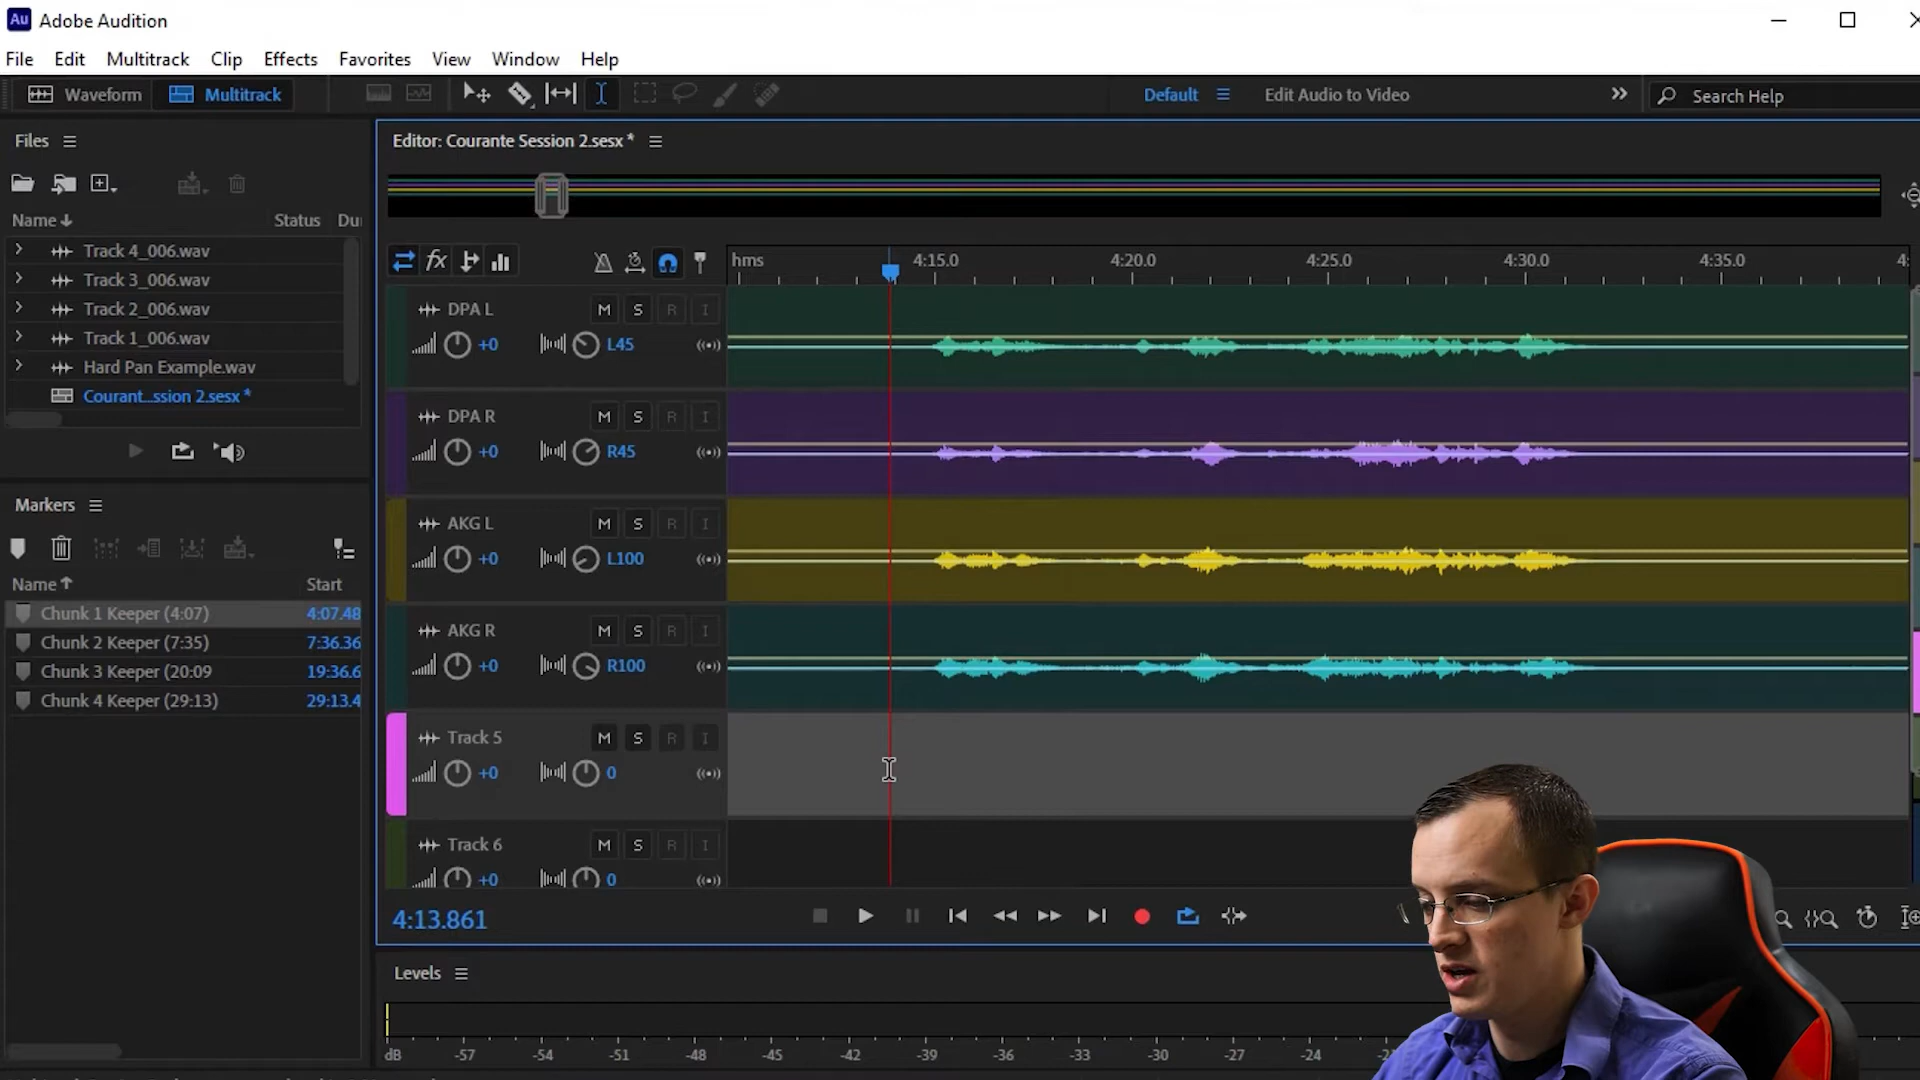 Au Adobe Audition
File Edit Multitrack Clip Effects Favorites View Window Help
Waveform Multitrack Default Edit Audio to Video Search Help
Files
Editor: Courante Session 2.sesx *
Name Status Du
Track 4_006.wav
Track 3_006.wav
Track 2_006.wav
Track 1_006.wav
Hard Pan Example.wav
Courant...ssion 2.sesx *
Markers
Name Start
Chunk 1 Keeper (4:07) 4:07.48
Chunk 2 Keeper (7:35) 7:36.36
Chunk 3 Keeper (20:09 19:36.6
Chunk 4 Keeper (29:13) 29:13.4
fx
hms 4:15.0 4:20.0 4:25.0 4:30.0 4:35.0 4:
DPA L M S R I
+0 L45
DPA R M S R I
+0 R45
AKG L M S R I
+0 L100
AKG R M S R I
+0 R100
Track 5 M S R I
+0 0
Track 6 M S R I
+0 0
4:13.861
Levels
dB -57 -54 -51 -48 -45 -42 -39 -36 -33 -30 -27 -24